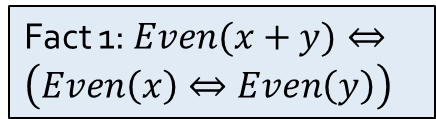 Fact 1: Even(x + y) ⇔
(Even(x) ⇔ Even(y))